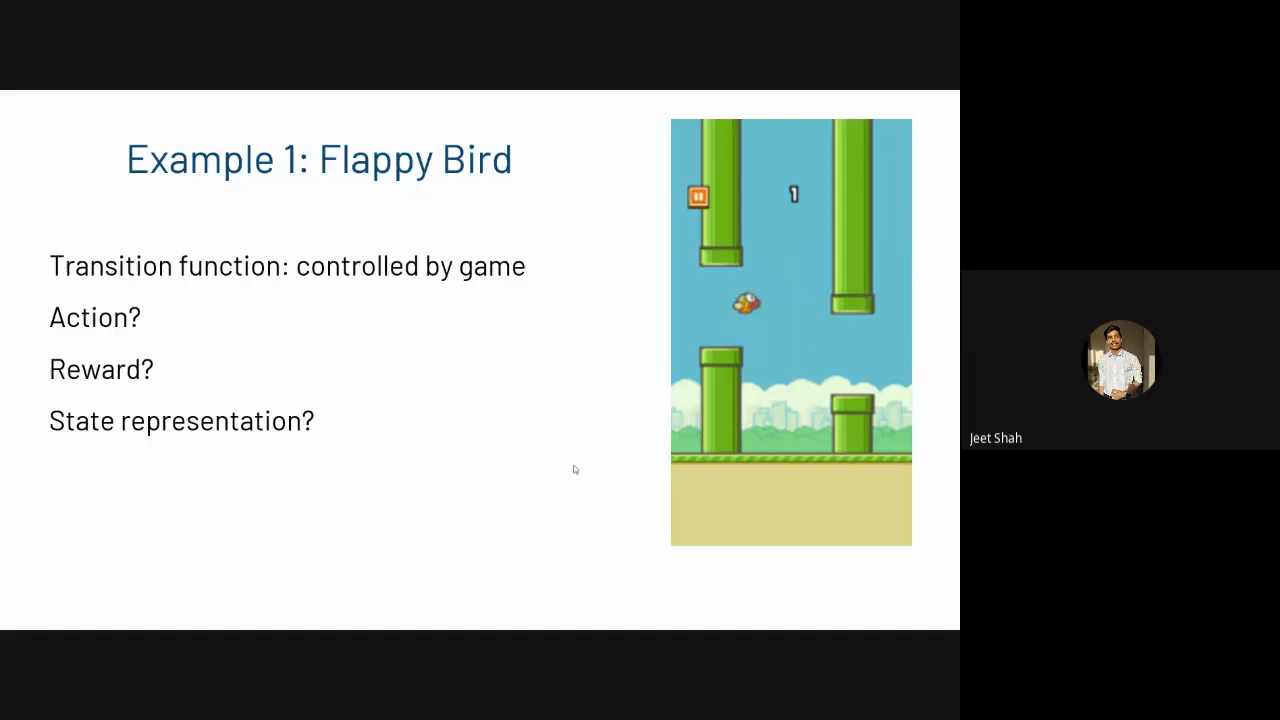 Example 1: Flappy Bird
Transition function: controlled by game
Action?
Reward?
State representation?
1
Jeet Shah